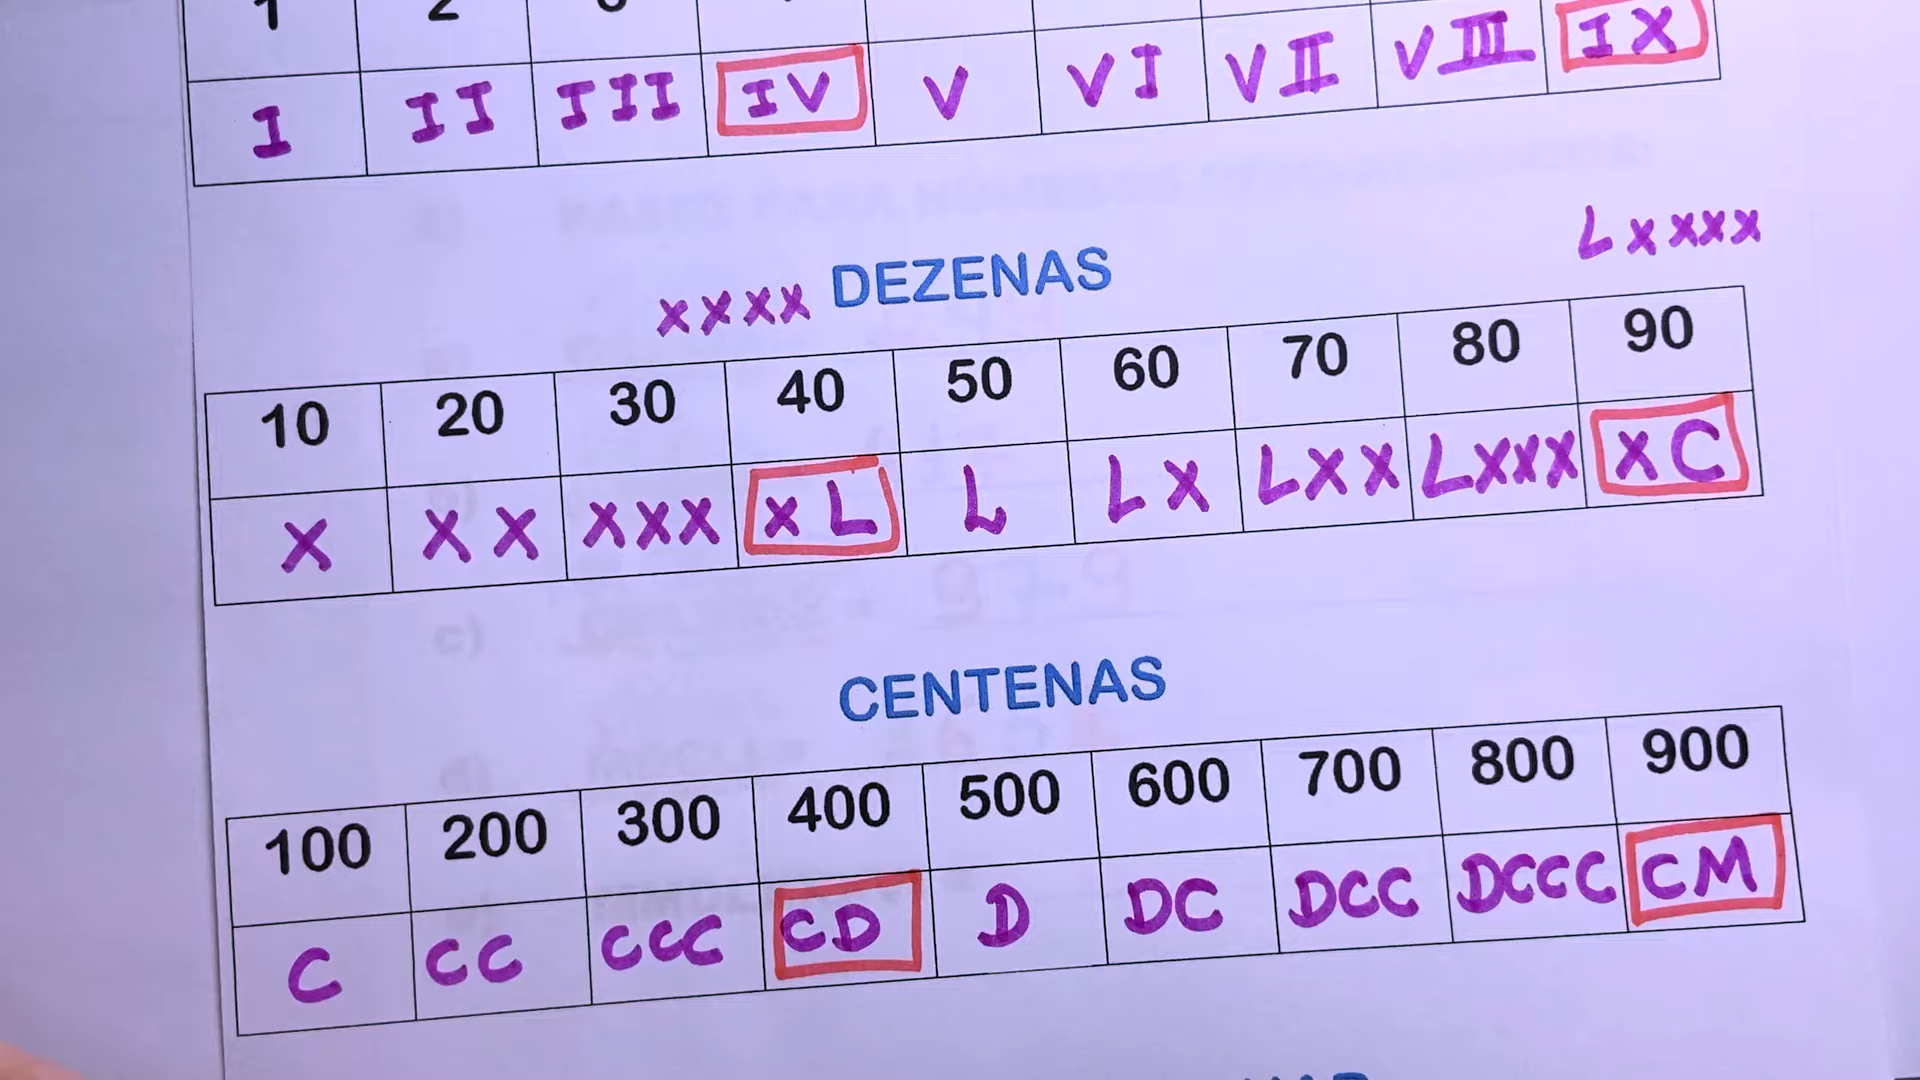 1 2
I II III IV V VI VII VIII IX
LXXXX
XXXX DEZENAS
10 20 30 40 50 60 70 80 90
X XX XXX XL L LX LXX LXXX XC
CENTENAS
100 200 300 400 500 600 700 800 900
C CC CCC CD D DC DCC DCCC CM